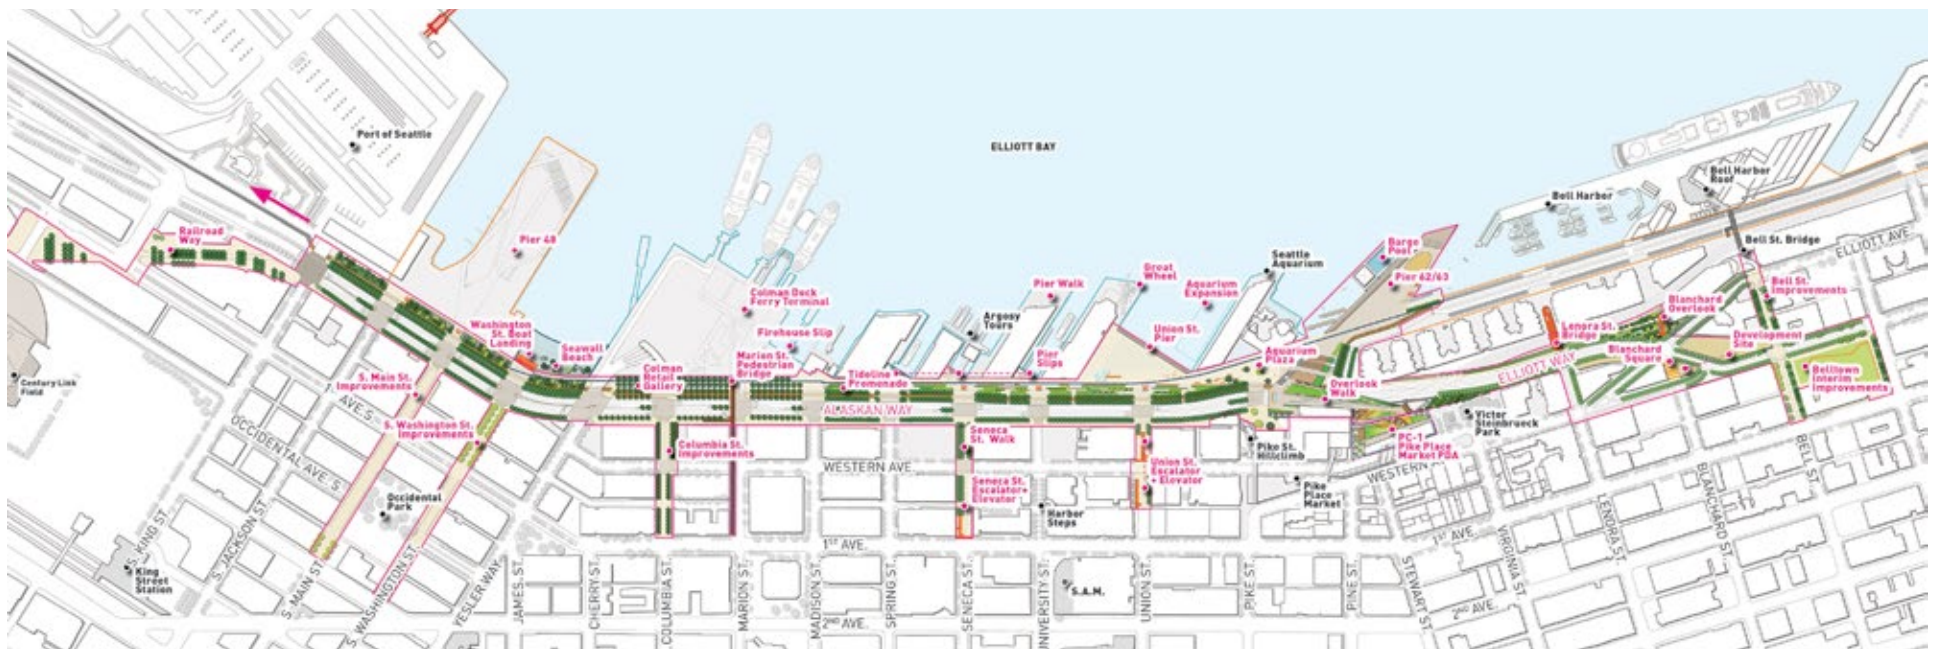 Port of Seattle
ELLIOTT BAY
Railroad
Way
Pier 48
Washington
St. Boat
Landing
Seawall
Beach
Colman Dock
Ferry Terminal
Firehouse Slip
Colman
Retail
Gallery
Marion St.
Pedestrian
Bridge
Tideline
Promenade
Argosy
Tours
Pier Walk
Pier
Slips
Great
Wheel
Aquarium
Expansion
Union St.
Pier
Seattle
Aquarium
Aquarium
Plaza
Barge
Pool
Pier 62/63
Overlook
Walk
Bell Harbor
Bell Harbor
Roof
Bell St. Bridge
ELLIOTT AVE
Bell St.
Improvements
Blanchard
Overlook
Lenora St.
Bridge
Blanchard
Square
Development
Site
Belltown
Interim
Improvements
ELLIOTT WAY
ALASKAN WAY
Century Link
Field
S. Main St.
Improvements
S. Washington St.
Improvements
1ST AVE S
OCCIDENTAL AVE. S
Occidental
Park
King
Street
Station
Columbia St.
Improvements
Seneca
St. Walk
Seneca St.
Escalator+
Elevator
Harbor
Steps
Union St.
Escalator
+ Elevator
Pike St.
Hillclimb
Pike
Place
Market
PC-1
Pike Place
Market PDA
Victor
Steinbrueck
Park
S.A.M.
WESTERN AVE.
WESTERN A
1ST AVE.
1ST AVE.
2ND AVE.
2ND AVE.
S. KING ST.
S. JACKSON ST.
S. MAIN ST.
S. WASHINGTON ST.
YESLER WAY
JAMES ST.
CHERRY ST.
COLUMBIA ST.
MARION ST.
MADISON ST.
SPRING ST.
SENECA ST.
UNIVERSITY ST.
UNION ST.
PIKE ST.
PINE ST.
STEWART ST.
VIRGINIA ST.
LENORA ST.
BLANCHARD ST.
BELL ST.